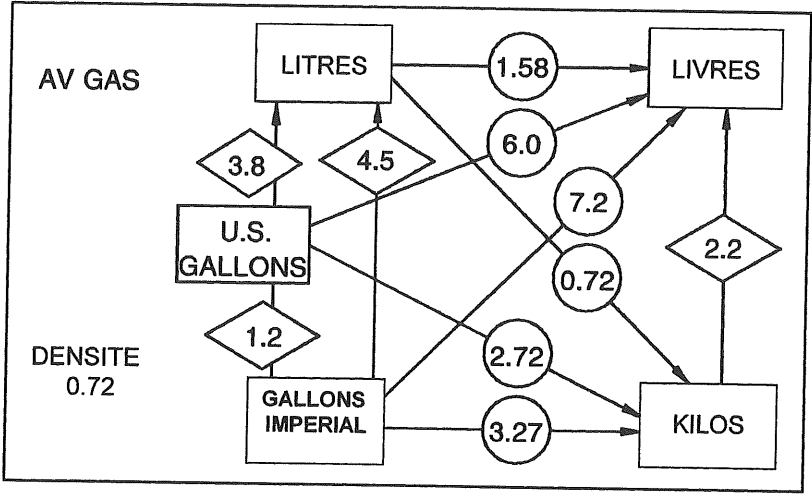 AV GAS
LITRES
1.58
LIVRES
3.8
4.5
6.0
7.2
U.S.
GALLONS
2.2
0.72
1.2
DENSITE
0.72
2.72
GALLONS
IMPERIAL
3.27
KILOS